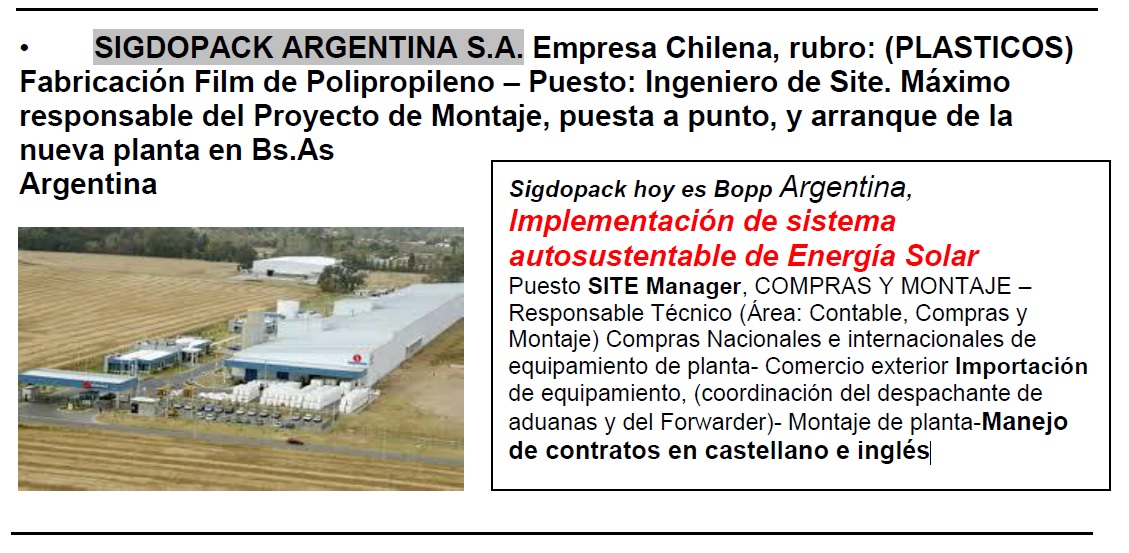 • SIGDOPACK ARGENTINA S.A. Empresa Chilena, rubro: (PLASTICOS)
Fabricación Film de Polipropileno – Puesto: Ingeniero de Site. Máximo
responsable del Proyecto de Montaje, puesta a punto, y arranque de la
nueva planta en Bs.As
Argentina
Sigdopack hoy es Bopp Argentina,
Implementación de sistema
autosustentable de Energía Solar
Puesto SITE Manager, COMPRAS Y MONTAJE –
Responsable Técnico (Área: Contable, Compras y
Montaje) Compras Nacionales e internacionales de
equipamiento de planta- Comercio exterior Importación
de equipamiento, (coordinación del despachante de
aduanas y del Forwarder)- Montaje de planta-Manejo
de contratos en castellano e inglés